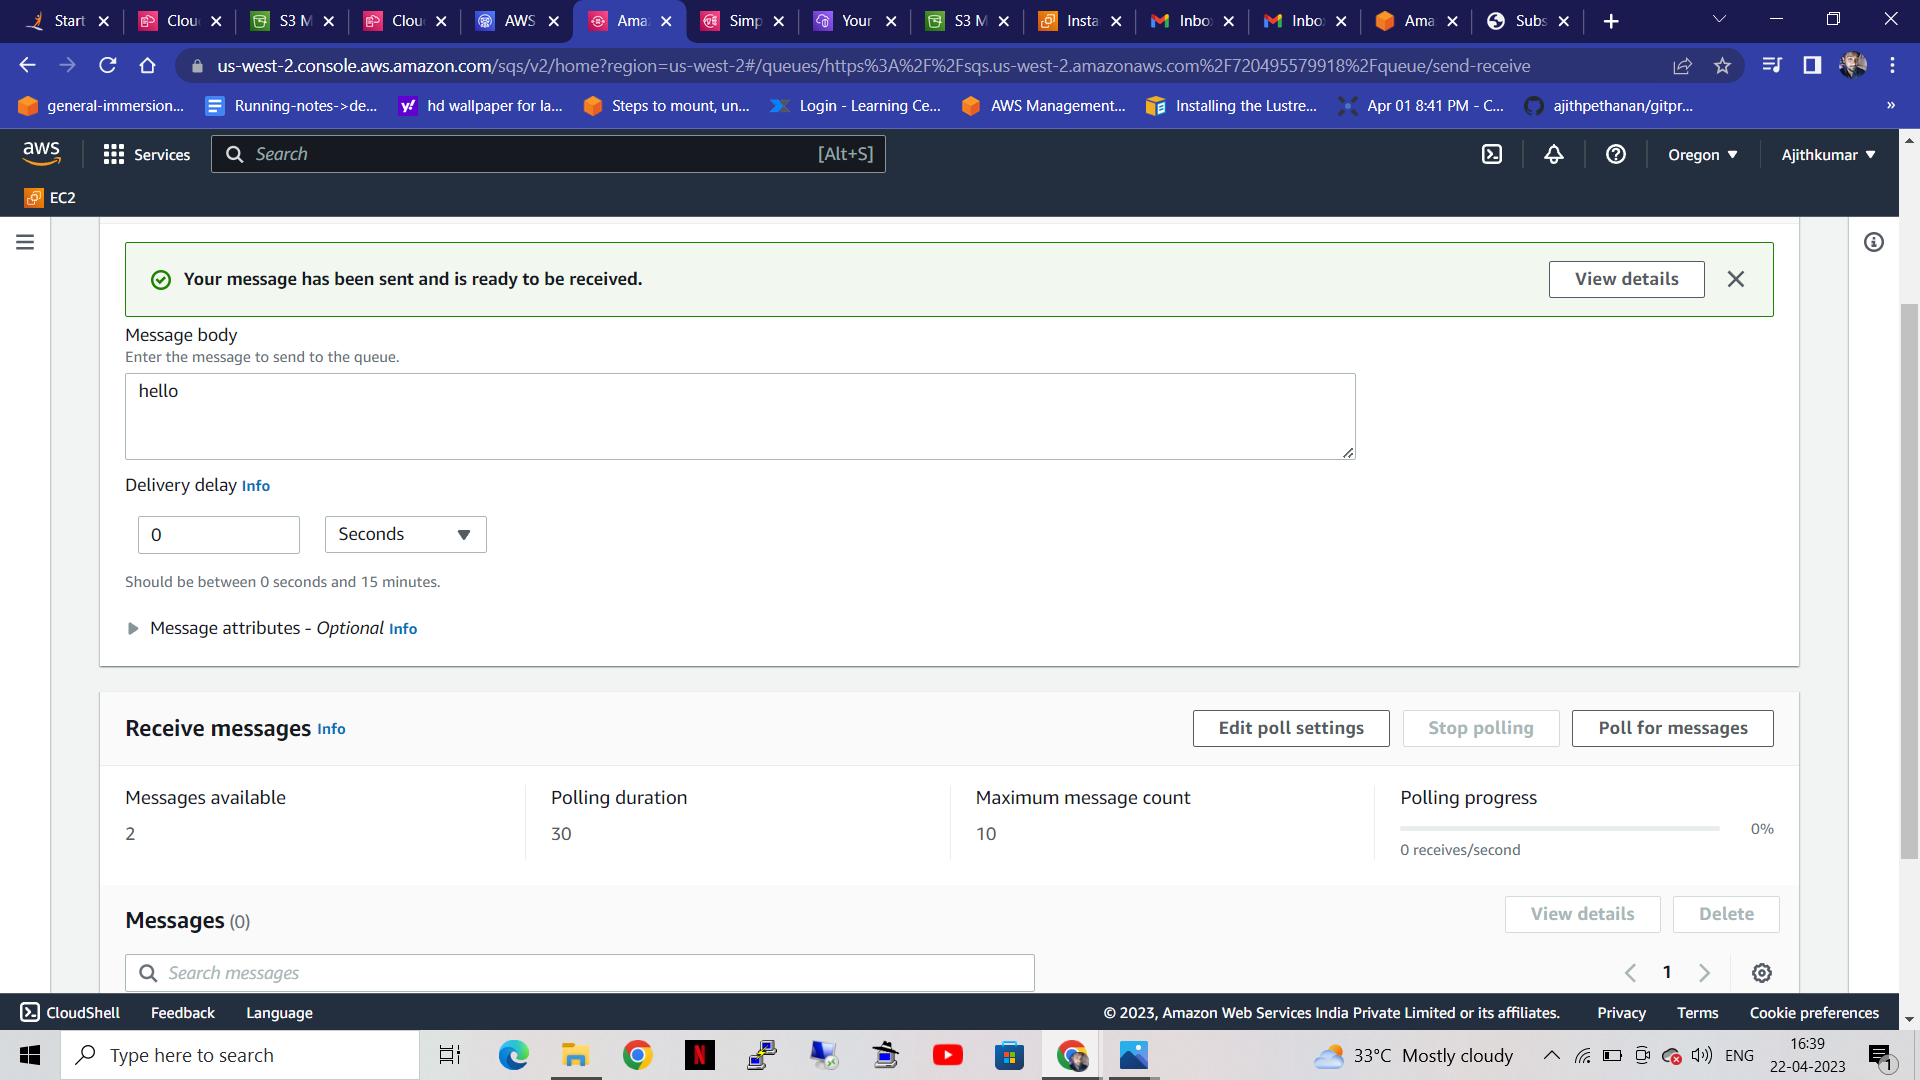 Start
Clou
S3 M
Clou
AWS
Ama
Simp
Your
S3 M
Insta
Inbo
Inbo
Ama
Subs
us-west-2.console.aws.amazon.com/sqs/v2/home?region=us-west-2#/queues/https%3A%2F%2Fsqs.us-west-2.amazonaws.com%2F720495579918%2Fqueue/send-receive
general-immersion...
Running-notes->de...
hd wallpaper for la...
Steps to mount, un...
Login - Learning Ce...
AWS Management...
Installing the Lustre...
Apr 01 8:41 PM - C...
ajithpethanan/gitpr...
»
aws
Services
Search
[Alt+S]
Oregon
Ajithkumar
EC2
Your message has been sent and is ready to be received.
View details
Message body
Enter the message to send to the queue.
hello
Delivery delay Info
0
Seconds
Should be between 0 seconds and 15 minutes.
Message attributes - Optional Info
Receive messages Info
Edit poll settings
Stop polling
Poll for messages
Messages available
Polling duration
Maximum message count
Polling progress
2
30
10
0%
0 receives/second
Messages (0)
View details
Delete
Search messages
1
CloudShell
Feedback
Language
© 2023, Amazon Web Services India Private Limited or its affiliates.
Privacy
Terms
Cookie preferences
Type here to search
33°C Mostly cloudy
ENG
16:39
22-04-2023
1